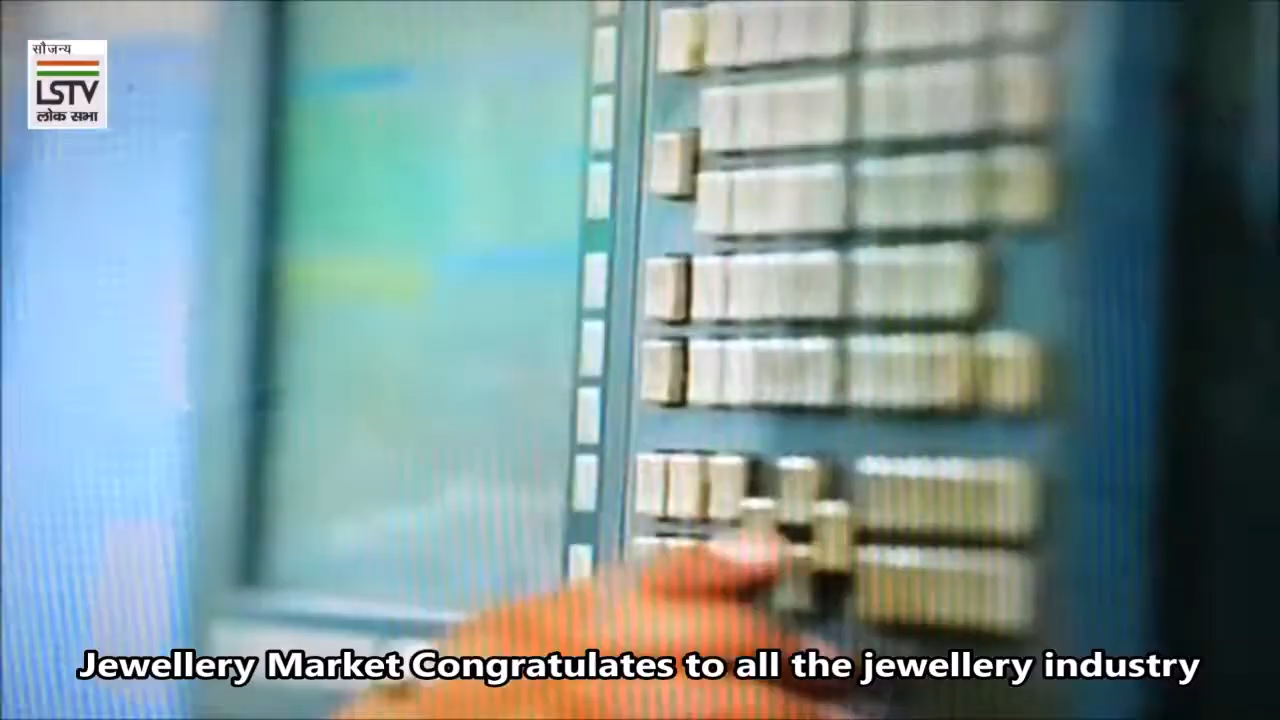 सौजन्य
LSTV
लोक सभा
Jewellery Market Congratulates to all the jewellery industry